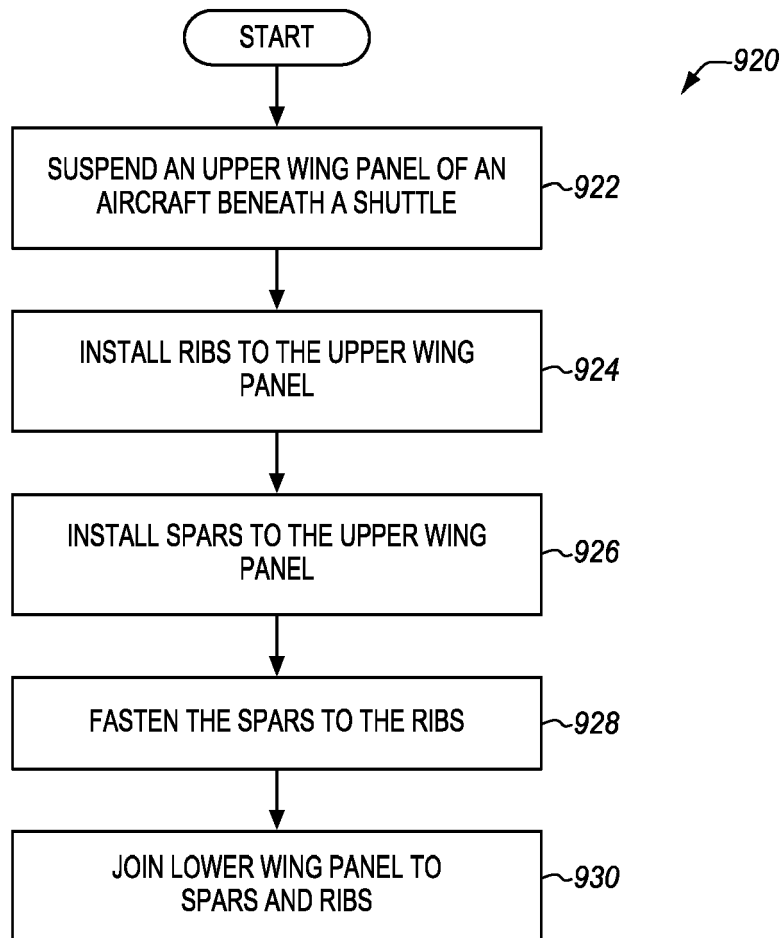 START
920
SUSPEND AN UPPER WING PANEL OF AN
AIRCRAFT BENEATH A SHUTTLE
922
INSTALL RIBS TO THE UPPER WING
PANEL
924
INSTALL SPARS TO THE UPPER WING
PANEL
926
FASTEN THE SPARS TO THE RIBS
928
JOIN LOWER WING PANEL TO
SPARS AND RIBS
930